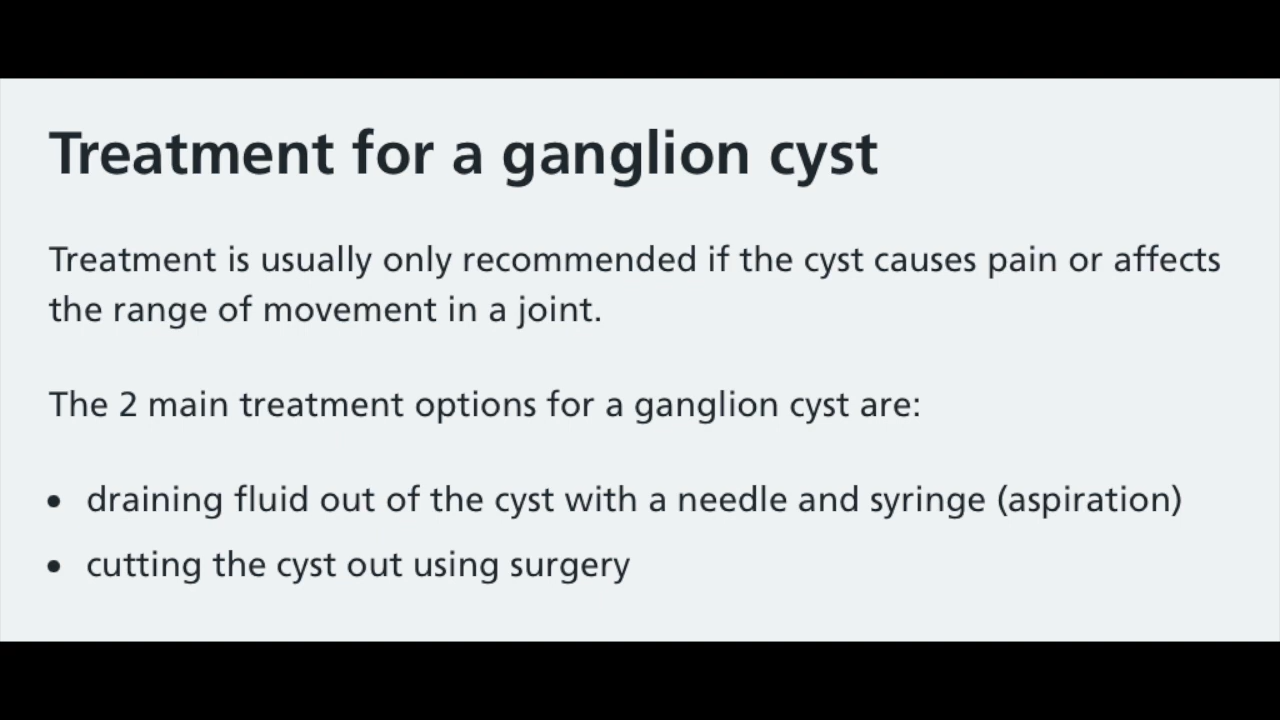 Treatment for a ganglion cyst
Treatment is usually only recommended if the cyst causes pain or affects
the range of movement in a joint.
The 2 main treatment options for a ganglion cyst are:
• draining fluid out of the cyst with a needle and syringe (aspiration)
• cutting the cyst out using surgery